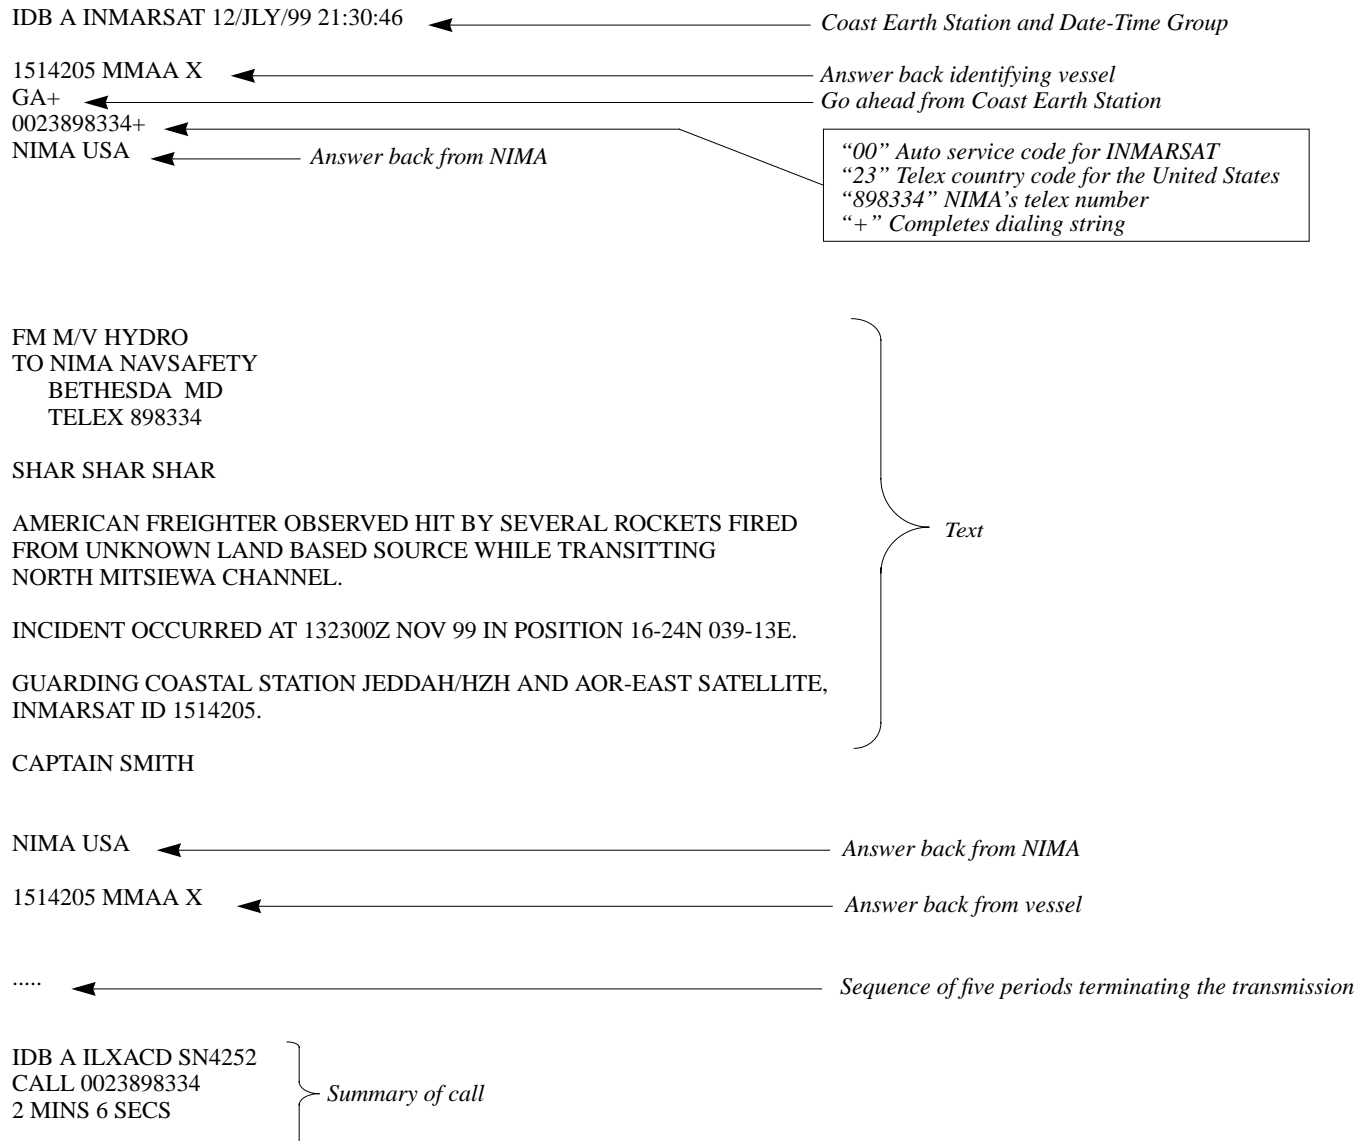 IDB A INMARSAT 12/JLY/99 21:30:46
Coast Earth Station and Date-Time Group
1514205 MMAA X
Answer back identifying vessel
GA+
Go ahead from Coast Earth Station
0023898334+
NIMA USA
Answer back from NIMA
“00” Auto service code for INMARSAT
“23” Telex country code for the United States
“898334” NIMA’s telex number
“+” Completes dialing string
FM M/V HYDRO
TO NIMA NAVSAFETY
BETHESDA MD
TELEX 898334
SHAR SHAR SHAR
AMERICAN FREIGHTER OBSERVED HIT BY SEVERAL ROCKETS FIRED
FROM UNKNOWN LAND BASED SOURCE WHILE TRANSITTING
NORTH MITSIEWA CHANNEL.
Text
INCIDENT OCCURRED AT 132300Z NOV 99 IN POSITION 16-24N 039-13E.
GUARDING COASTAL STATION JEDDAH/HZH AND AOR-EAST SATELLITE,
INMARSAT ID 1514205.
CAPTAIN SMITH
NIMA USA
Answer back from NIMA
1514205 MMAA X
Answer back from vessel
.....
Sequence of five periods terminating the transmission
IDB A ILXACD SN4252
CALL 0023898334
2 MINS 6 SECS
Summary of call